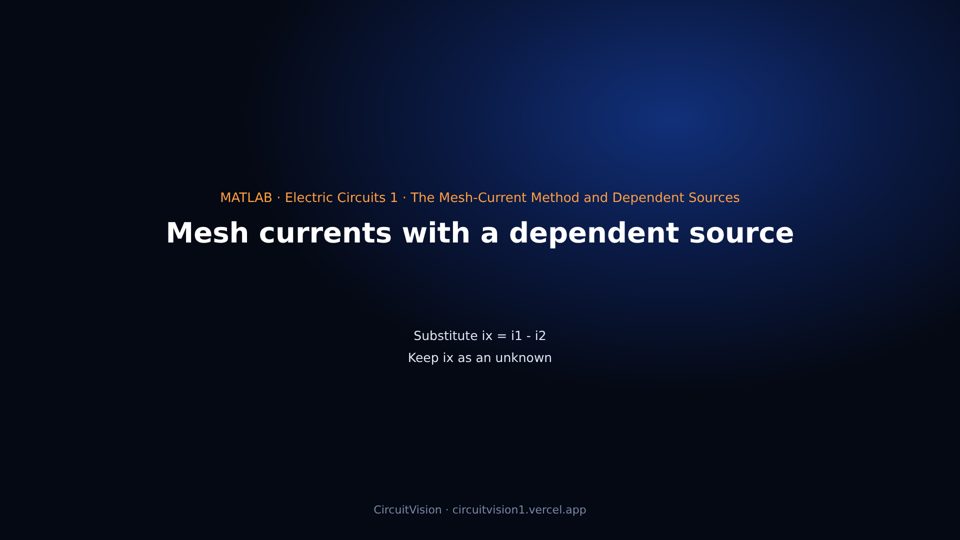 MATLAB · Electric Circuits 1 · The Mesh-Current Method and Dependent Sources
Mesh currents with a dependent source
Substitute ix = i1 - i2
Keep ix as an unknown
CircuitVision · circuitvision1.vercel.app